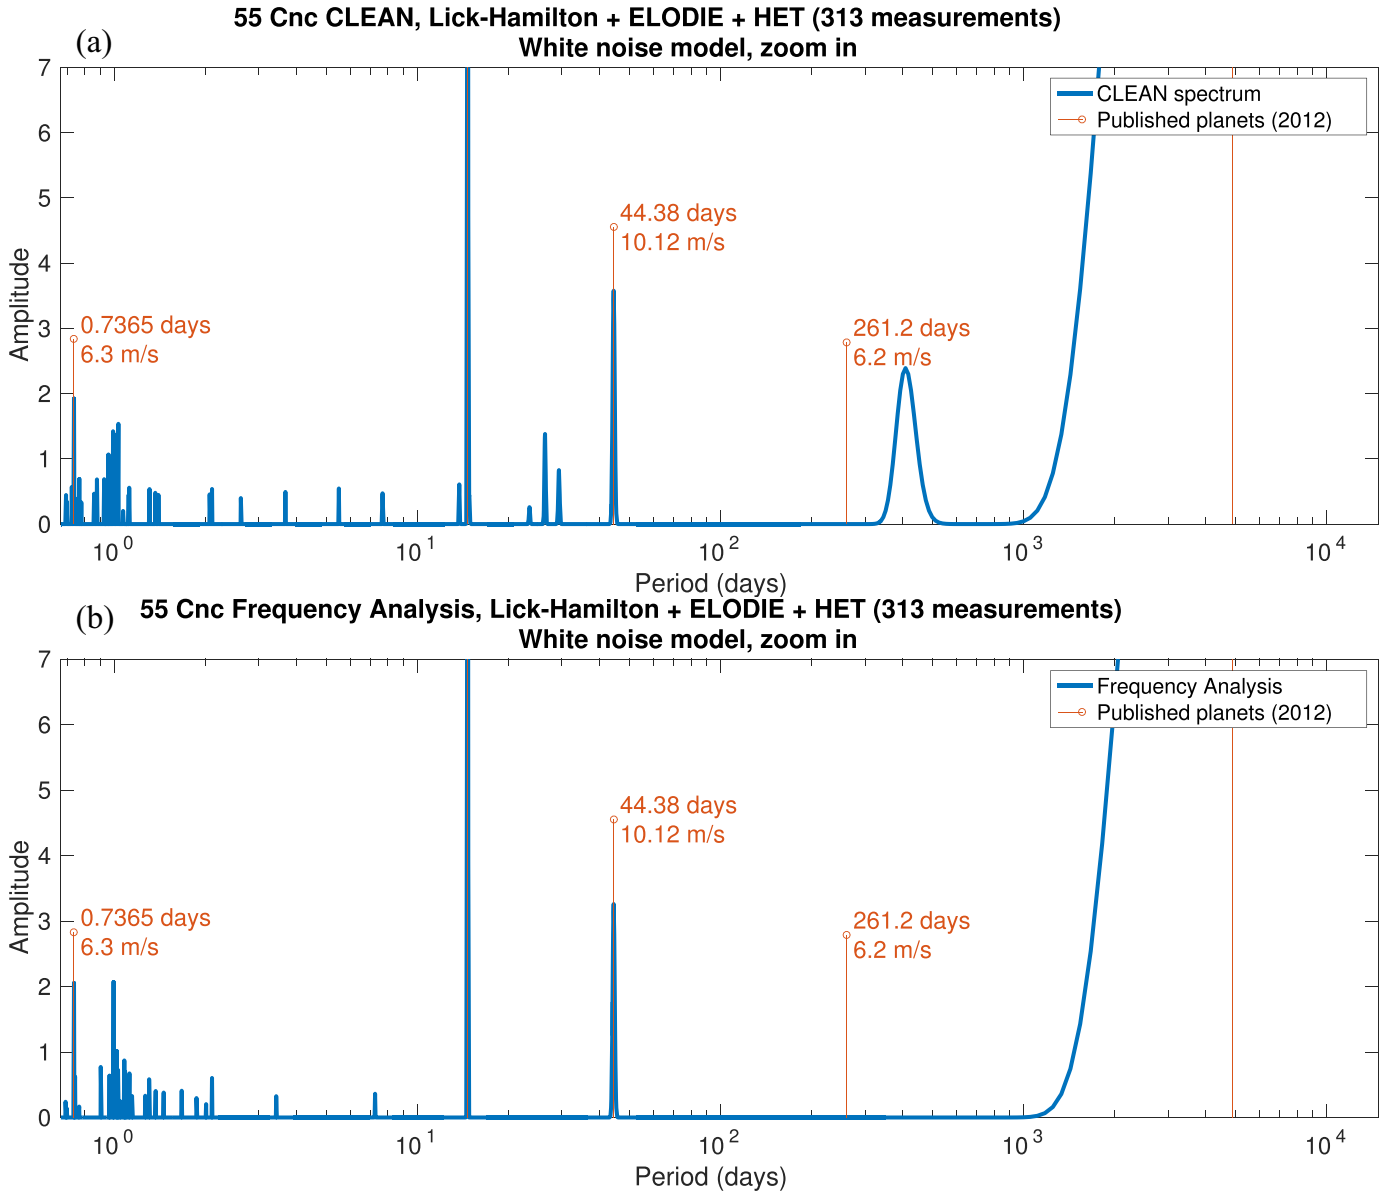 (a)
55 Cnc CLEAN, Lick-Hamilton + ELODIE + HET (313 measurements)
White noise model, zoom in
7
6
5
4
3
2
1
0
Amplitude
CLEAN spectrum
Published planets (2012)
0.7365 days
6.3 m/s
44.38 days
10.12 m/s
261.2 days
6.2 m/s
10^0 10^1 10^2 10^3 10^4
Period (days)
(b)
55 Cnc Frequency Analysis, Lick-Hamilton + ELODIE + HET (313 measurements)
White noise model, zoom in
7
6
5
4
3
2
1
0
Amplitude
Frequency Analysis
Published planets (2012)
0.7365 days
6.3 m/s
44.38 days
10.12 m/s
261.2 days
6.2 m/s
10^0 10^1 10^2 10^3 10^4
Period (days)